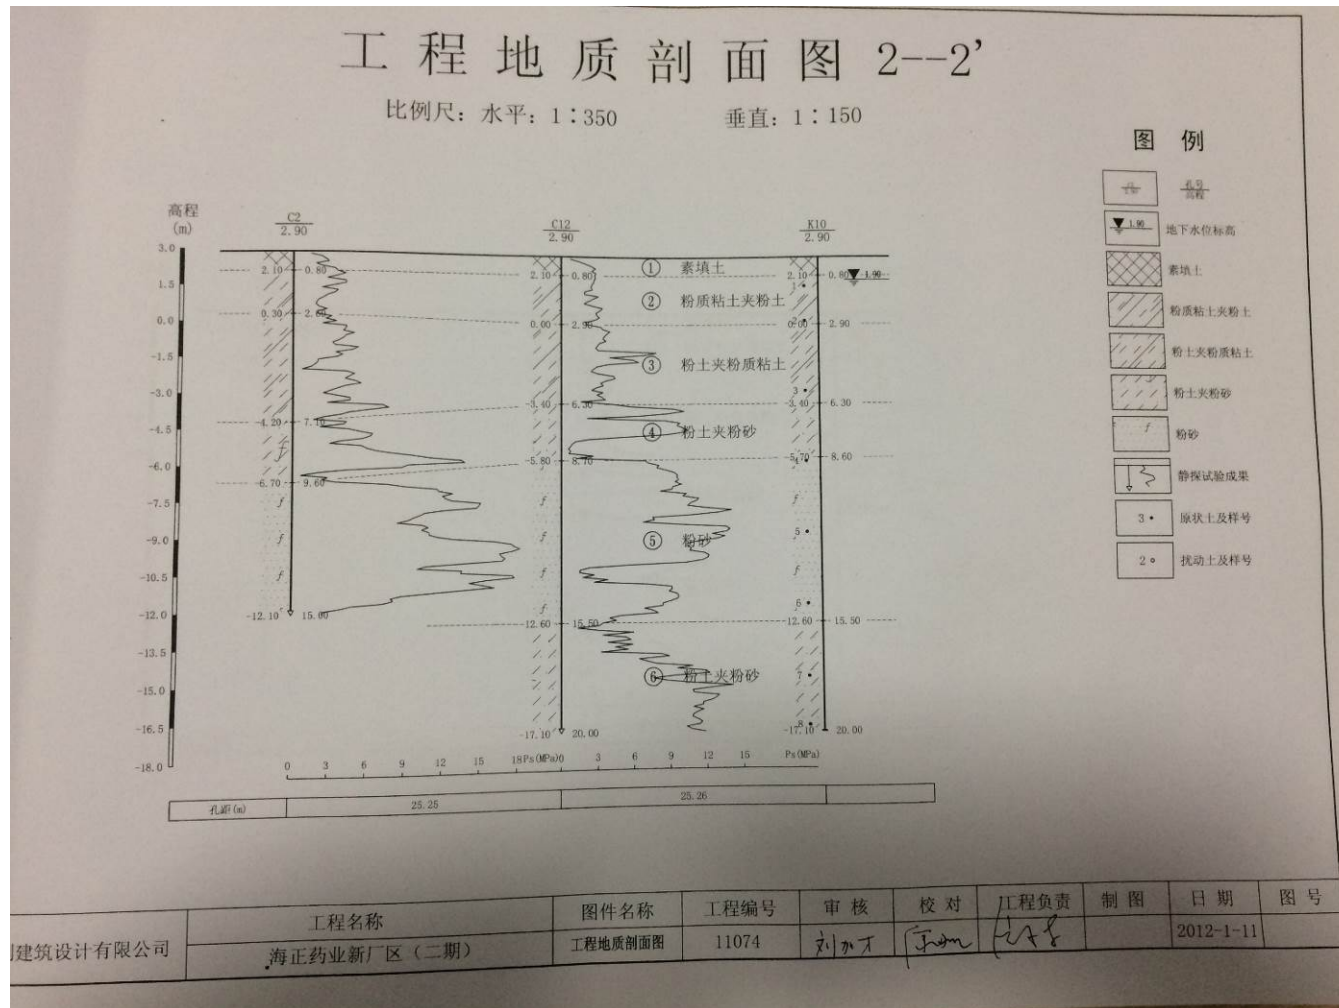 工程地质剖面图 2--2'
比例尺: 水平: 1:350 垂直: 1:150
图 例
孔号
高程
1.90 地下水位标高
素填土
粉质粘土夹粉土
粉土夹粉质粘土
粉土夹粉砂
f 粉砂
静探试验成果
3 原状土及样号
2 扰动土及样号
高程
(m)
C2
2.90
C12
2.90
K10
2.90
3.0
1.5
0.0
-1.5
-3.0
-4.5
-6.0
-7.5
-9.0
-10.5
-12.0
-13.5
-15.0
-16.5
-18.0
2.10 0.80
0.30 2.60
-4.20 7.10
-6.70 9.60
-12.10 15.00
2.10 0.80
0.00 2.90
-3.40 6.30
-5.80 8.70
-12.60 15.50
-17.10 20.00
① 素填土
② 粉质粘土夹粉土
③ 粉土夹粉质粘土
④ 粉土夹粉砂
⑤ 粉砂
⑥ 粉土夹粉砂
2.10 0.80 1.90
0.00 2.90
-3.40 6.30
-5.70 8.60
-12.60 15.50
-17.10 20.00
0 3 6 9 12 15 18 Ps(MPa) 0 3 6 9 12 15 Ps(MPa)
孔距(m) 25.25 25.26
建筑设计有限公司
工程名称 图件名称 工程编号 审核 校对 工程负责 制图 日期 图号
海正药业新厂区（二期） 工程地质剖面图 11074 2012-1-11